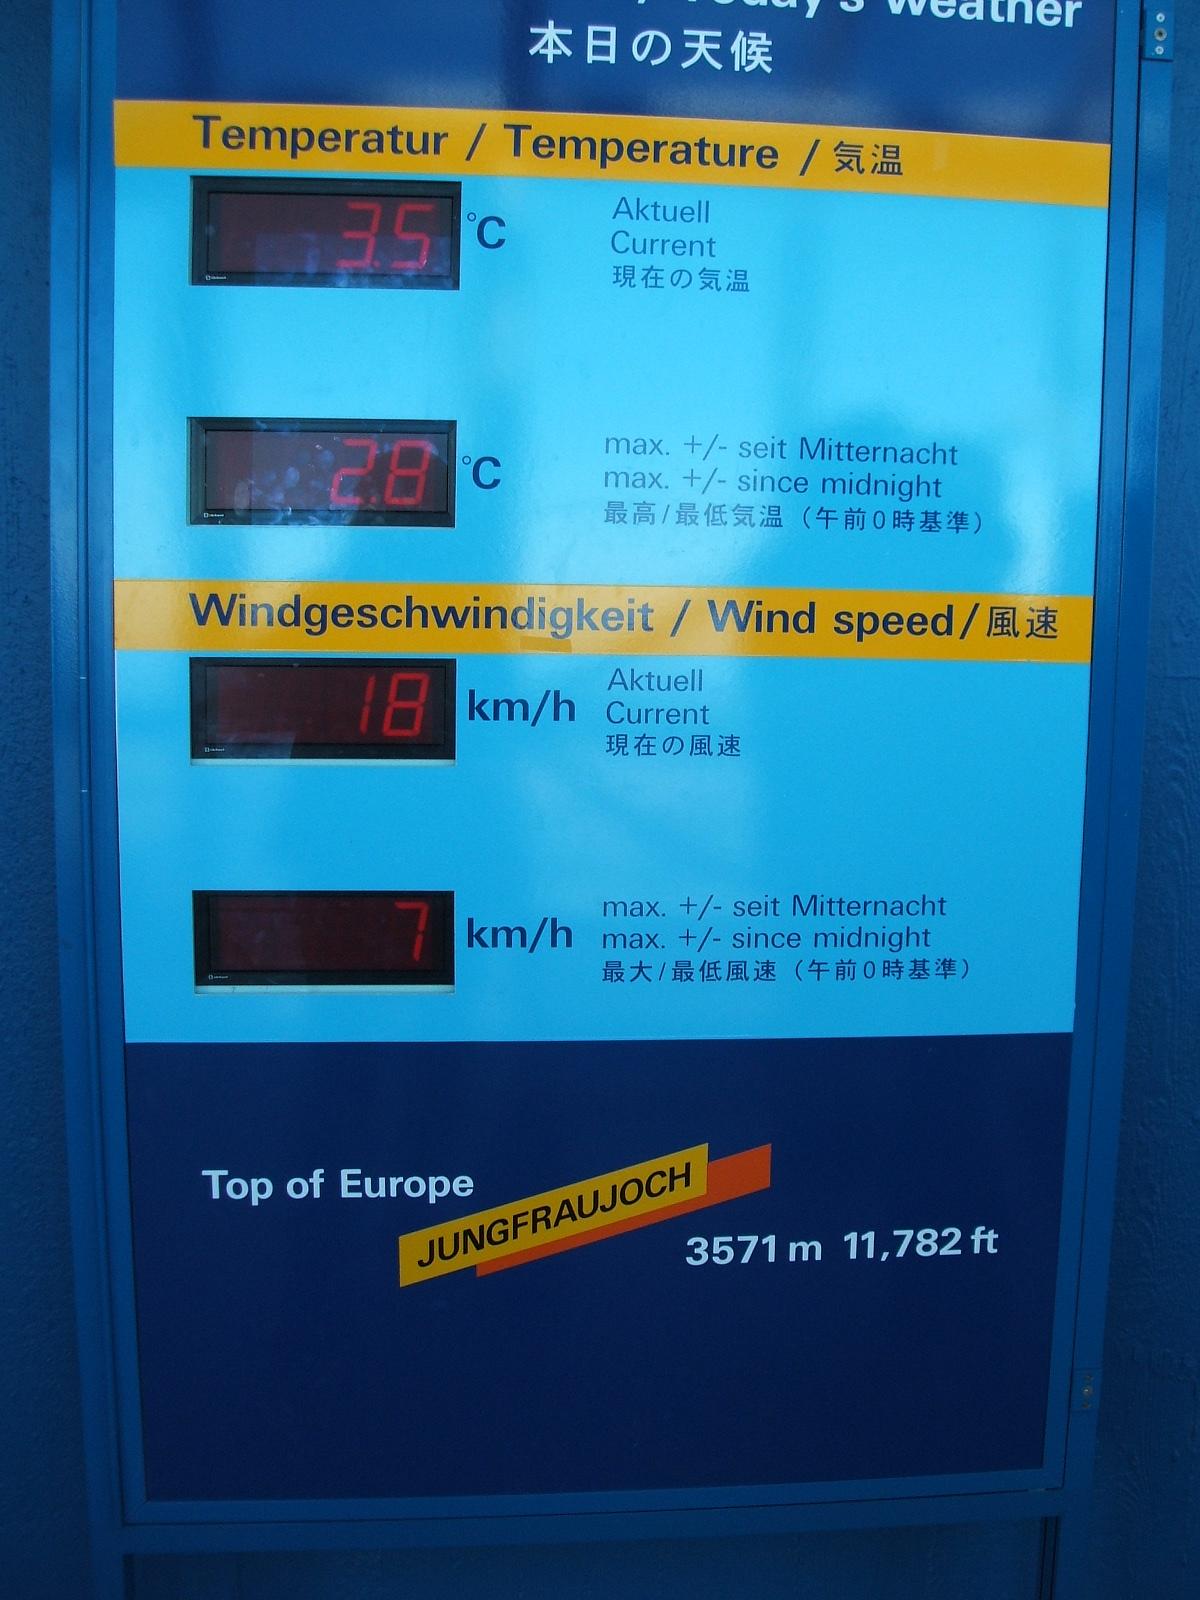 / Today's Weather
本日の天候
Temperatur / Temperature / 気温
3.5 °C
Aktuell
Current
現在の気温
2.8 °C
max. +/- seit Mitternacht
max. +/- since midnight
最高/最低気温（午前0時基準）
Windgeschwindigkeit / Wind speed/風速
18 km/h
Aktuell
Current
現在の風速
7 km/h
max. +/- seit Mitternacht
max. +/- since midnight
最大/最低風速（午前0時基準）
Top of Europe
JUNGFRAUJOCH
3571 m 11,782 ft